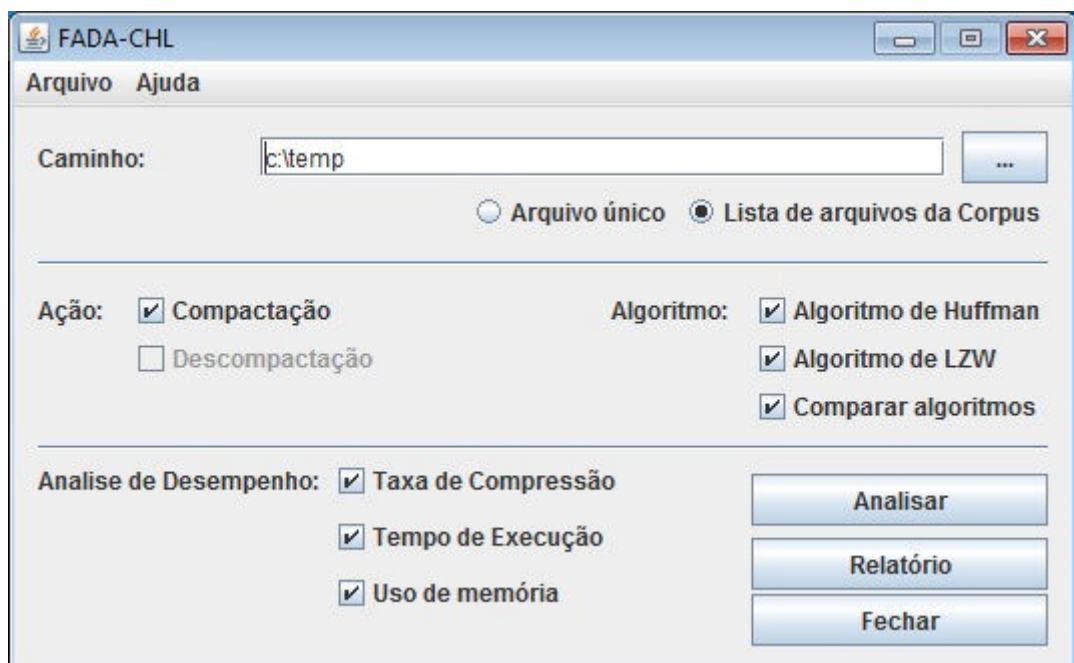 FADA-CHL
Arquivo Ajuda
Caminho: c:\temp ...
Arquivo único Lista de arquivos da Corpus
Ação: Compactação Algoritmo: Algoritmo de Huffman
Descompactação Algoritmo de LZW
Comparar algoritmos
Analise de Desempenho: Taxa de Compressão Analisar
Tempo de Execução
Relatório
Uso de memória
Fechar